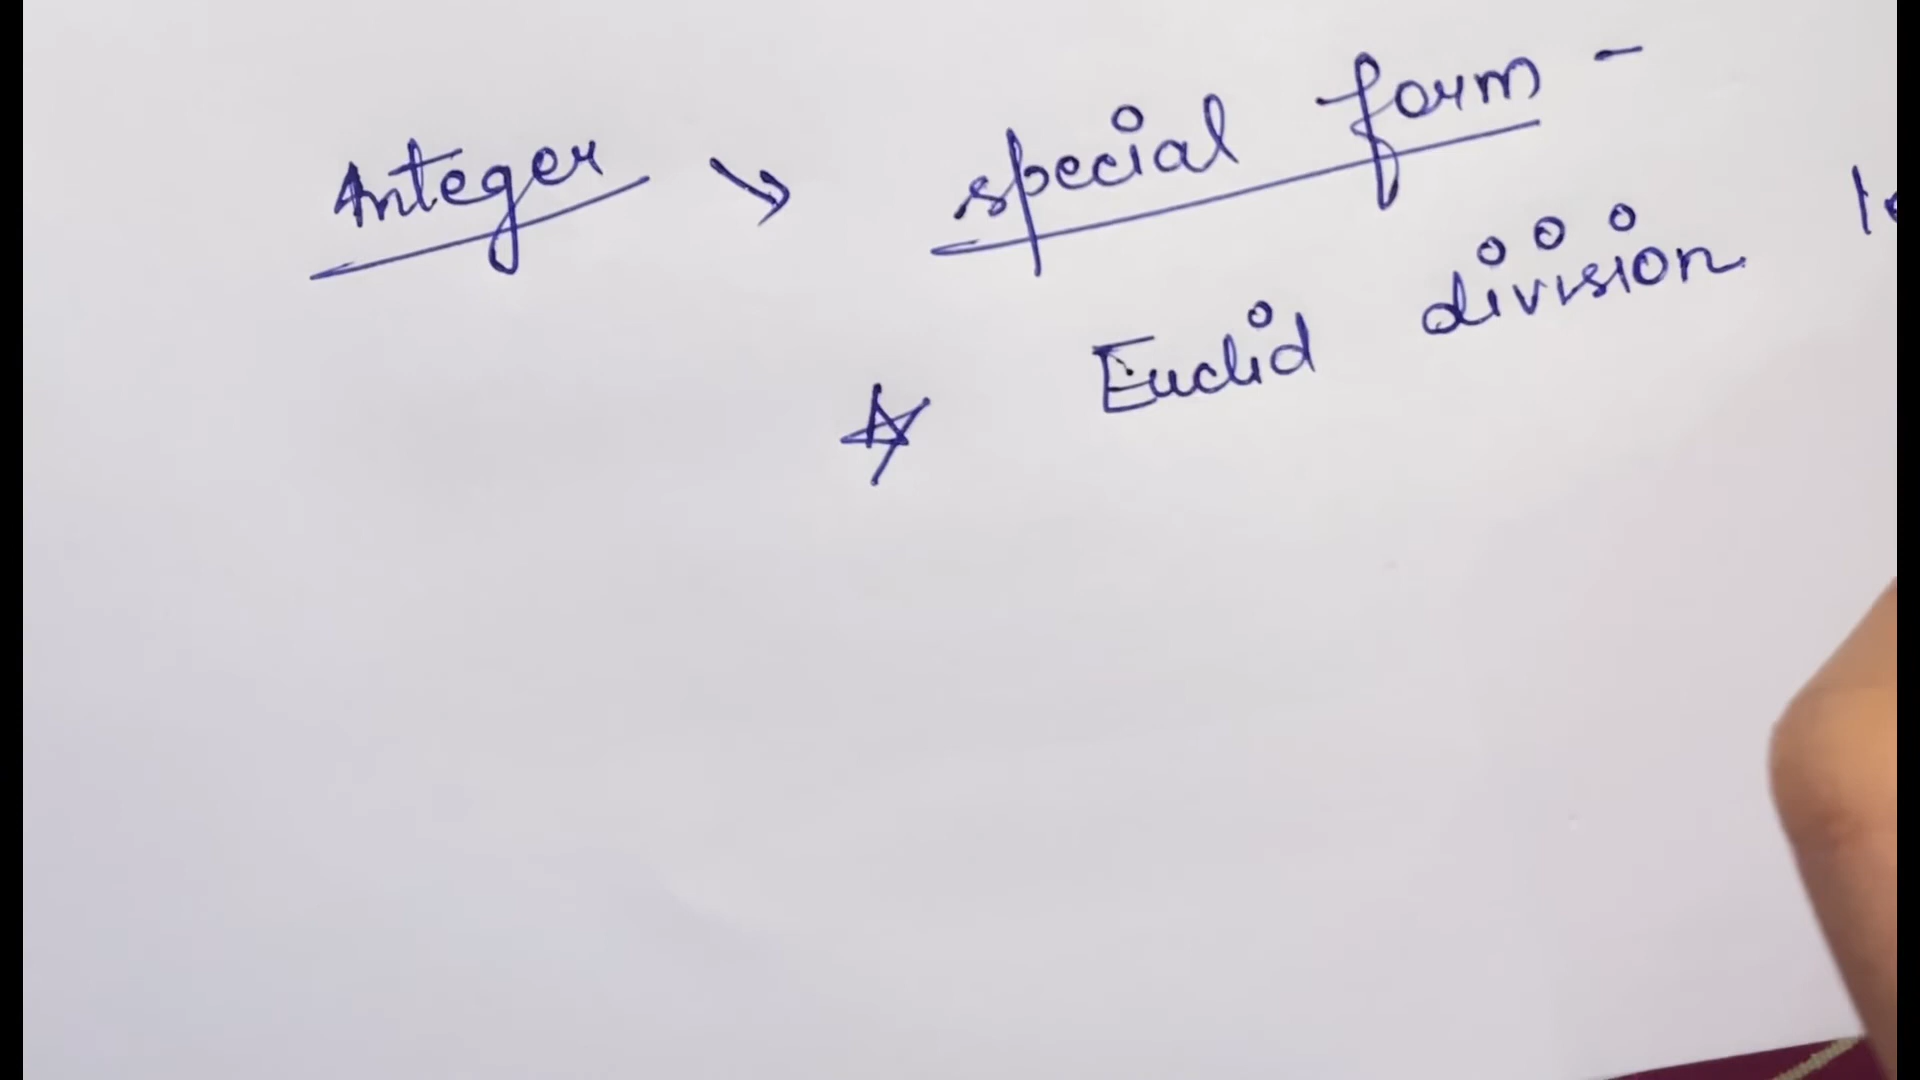 Integer → special form -
☆ Euclid division